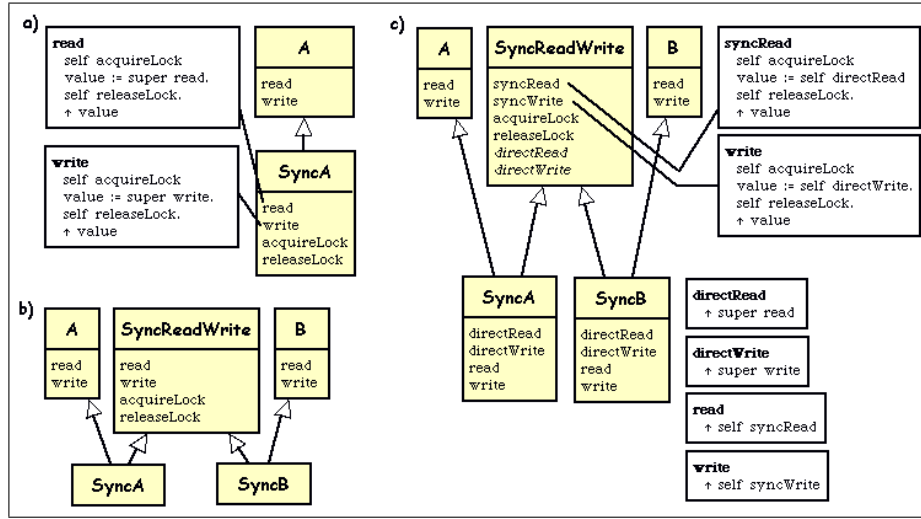 a)
read
self acquireLock
value := super read.
self releaseLock.
↑ value
write
self acquireLock
value := super write.
self releaseLock.
↑ value
A
read
write
SyncA
read
write
acquireLock
releaseLock
b)
A
read
write
SyncReadWrite
read
write
acquireLock
releaseLock
B
read
write
SyncA
SyncB
c)
A
read
write
SyncReadWrite
syncRead
syncWrite
acquireLock
releaseLock
directRead
directWrite
B
read
write
syncRead
self acquireLock
value := self directRead
self releaseLock.
↑ value
write
self acquireLock
value := self directWrite.
self releaseLock.
↑ value
SyncA
directRead
directWrite
read
write
SyncB
directRead
directWrite
read
write
directRead
↑ super read
directWrite
↑ super write
read
↑ self syncRead
write
↑ self syncWrite